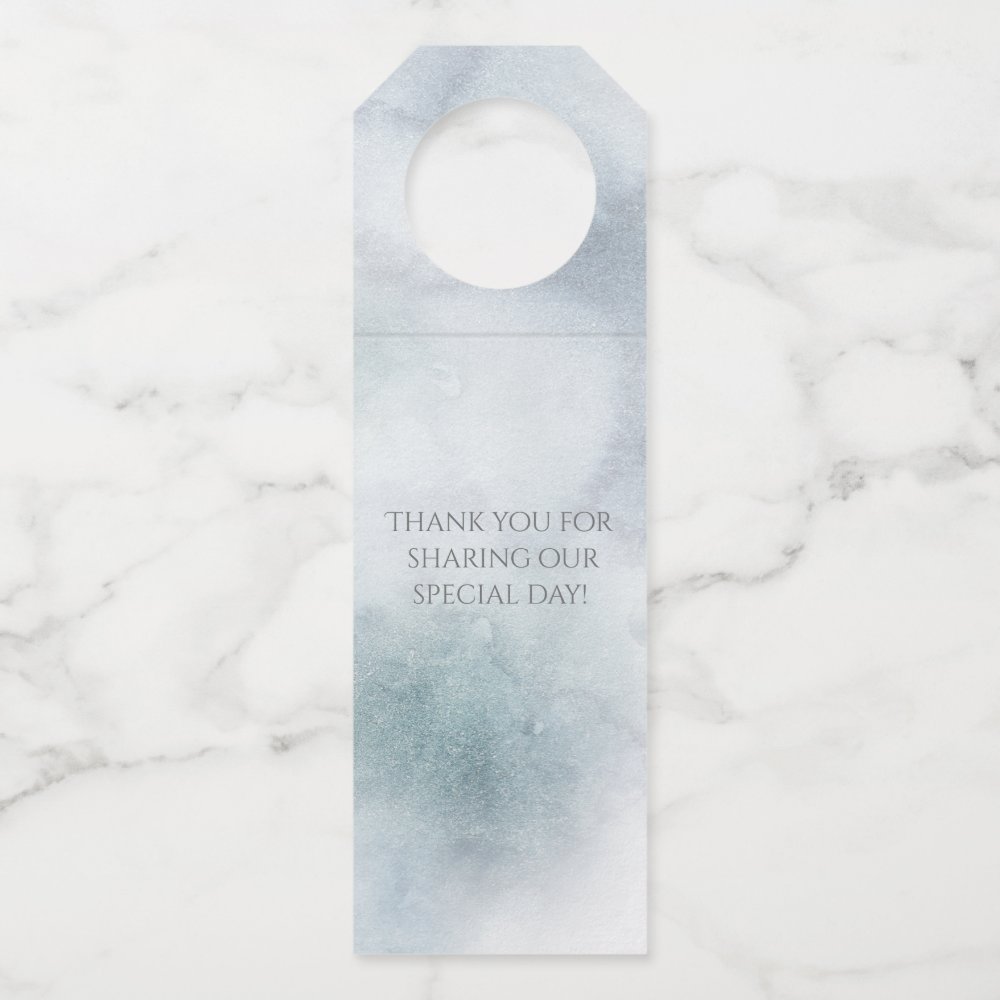 Thank you for
sharing our
special day!